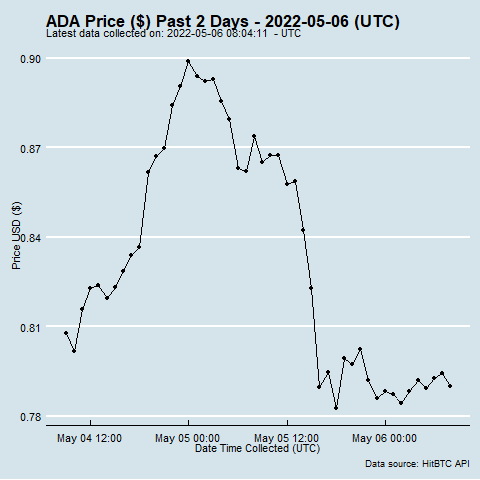 ADA Price ($) Past 2 Days - 2022-05-06 (UTC)
Latest data collected on: 2022-05-06 08:04:11 - UTC
0.90
0.87
0.84
0.81
0.78
Price USD ($)
May 04 12:00 May 05 00:00 May 05 12:00 May 06 00:00
Date Time Collected (UTC)
Data source: HitBTC API